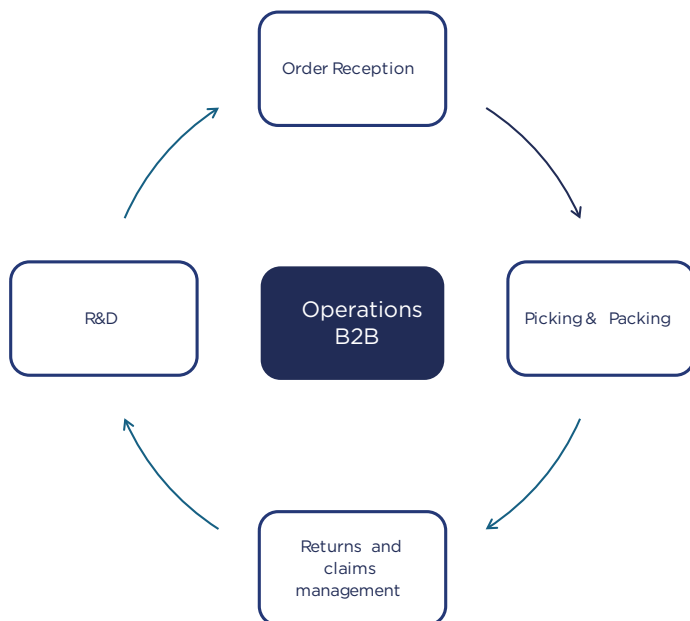 Order Reception
R&D
Operations
B2B
Picking & Packing
Returns and
claims
management